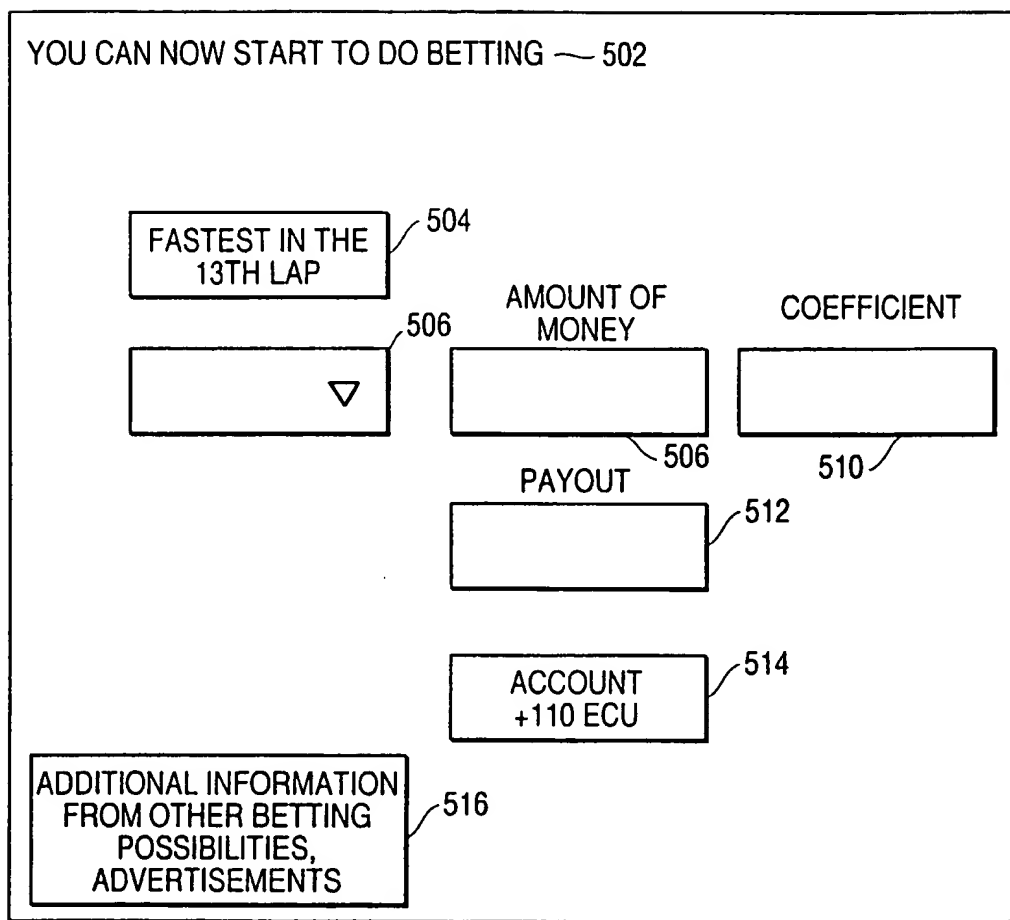 YOU CAN NOW START TO DO BETTING 502
504
FASTEST IN THE
13TH LAP
506
AMOUNT OF
MONEY
COEFFICIENT
506
510
PAYOUT
512
514
ACCOUNT
+110 ECU
ADDITIONAL INFORMATION
FROM OTHER BETTING
POSSIBILITIES,
ADVERTISEMENTS
516